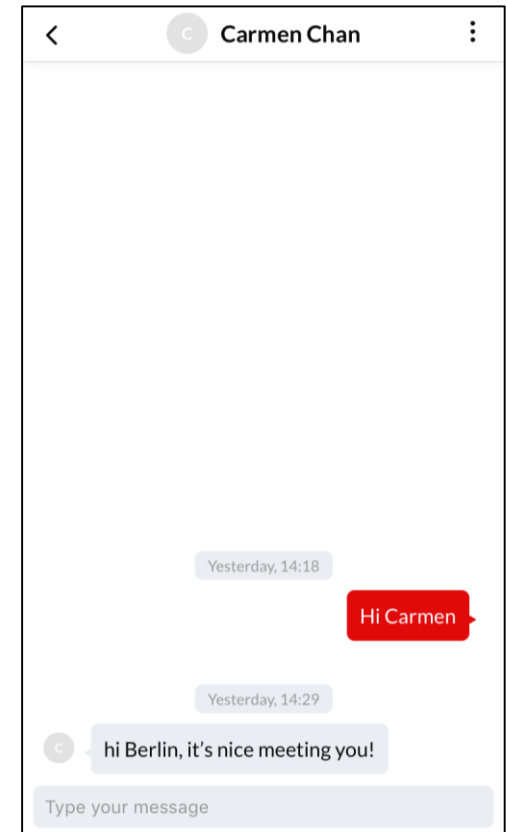 C Carmen Chan
Yesterday, 14:18
Hi Carmen
Yesterday, 14:29
C hi Berlin, it’s nice meeting you!
Type your message